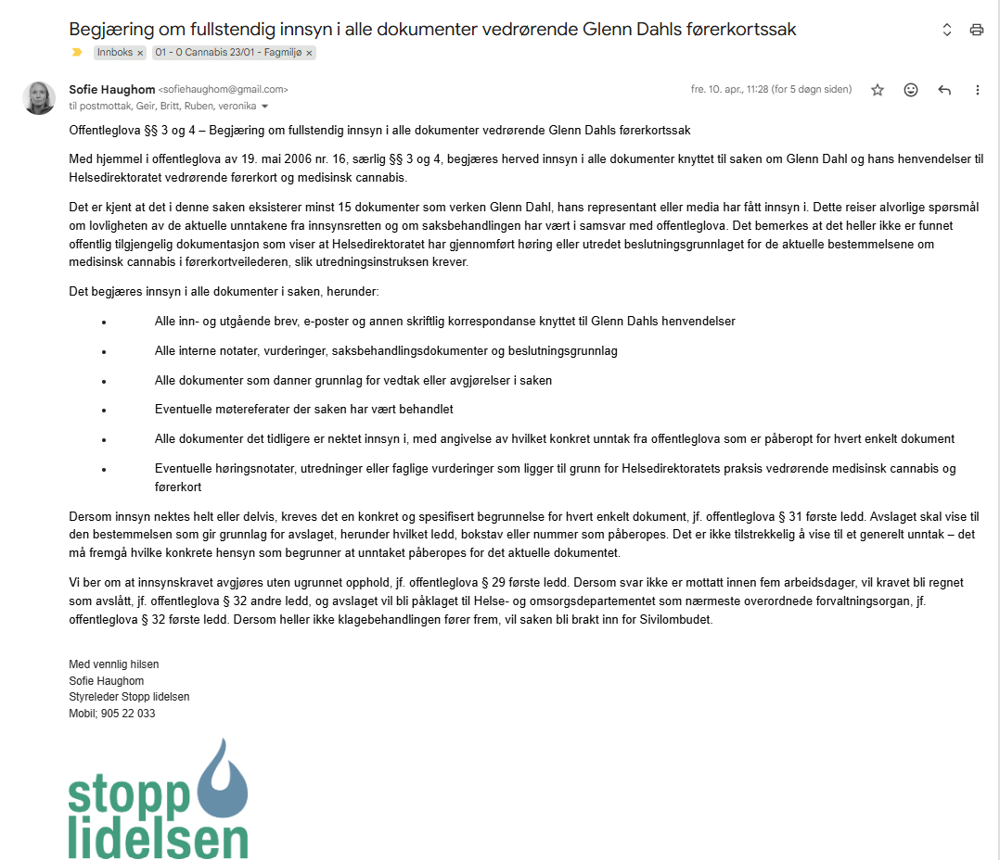 Begjæring om fullstendig innsyn i alle dokumenter vedrørende Glenn Dahls førerkortssak
Innboks ×
01 - 0 Cannabis 23/01 - Fagmiljø ×
Sofie Haughom <sofiehaughom@gmail.com>
fre. 10. apr., 11:28 (for 5 døgn siden)
til postmottak, Geir, Britt, Ruben, veronika
Offentleglova §§ 3 og 4 – Begjæring om fullstendig innsyn i alle dokumenter vedrørende Glenn Dahls førerkortssak
Med hjemmel i offentleglova av 19. mai 2006 nr. 16, særlig §§ 3 og 4, begjæres herved innsyn i alle dokumenter knyttet til saken om Glenn Dahl og hans henvendelser til
Helsedirektoratet vedrørende førerkort og medisinsk cannabis.
Det er kjent at det i denne saken eksisterer minst 15 dokumenter som verken Glenn Dahl, hans representant eller media har fått innsyn i. Dette reiser alvorlige spørsmål
om lovligheten av de aktuelle unntakene fra innsynsretten og om saksbehandlingen har vært i samsvar med offentleglova. Det bemerkes at det heller ikke er funnet
offentlig tilgjengelig dokumentasjon som viser at Helsedirektoratet har gjennomført høring eller utredet beslutningsgrunnlaget for de aktuelle bestemmelsene om
medisinsk cannabis i førerkortveilederen, slik utredningsinstruksen krever.
Det begjæres innsyn i alle dokumenter i saken, herunder:
• Alle inn- og utgående brev, e-poster og annen skriftlig korrespondanse knyttet til Glenn Dahls henvendelser
• Alle interne notater, vurderinger, saksbehandlingsdokumenter og beslutningsgrunnlag
• Alle dokumenter som danner grunnlag for vedtak eller avgjørelser i saken
• Eventuelle møtereferater der saken har vært behandlet
• Alle dokumenter det tidligere er nektet innsyn i, med angivelse av hvilket konkret unntak fra offentleglova som er påberopt for hvert enkelt dokument
• Eventuelle høringsnotater, utredninger eller faglige vurderinger som ligger til grunn for Helsedirektoratets praksis vedrørende medisinsk cannabis og
førerkort
Dersom innsyn nektes helt eller delvis, kreves det en konkret og spesifisert begrunnelse for hvert enkelt dokument, jf. offentleglova § 31 første ledd. Avslaget skal vise til
den bestemmelsen som gir grunnlag for avslaget, herunder hvilket ledd, bokstav eller nummer som påberopes. Det er ikke tilstrekkelig å vise til et generelt unntak – det
må fremgå hvilke konkrete hensyn som begrunner at unntaket påberopes for det aktuelle dokumentet.
Vi ber om at innsynskravet avgjøres uten ugrunnet opphold, jf. offentleglova § 29 første ledd. Dersom svar ikke er mottatt innen fem arbeidsdager, vil kravet bli regnet
som avslått, jf. offentleglova § 32 andre ledd, og avslaget vil bli påklaget til Helse- og omsorgsdepartementet som nærmeste overordnede forvaltningsorgan, jf.
offentleglova § 32 første ledd. Dersom heller ikke klagebehandlingen fører frem, vil saken bli brakt inn for Sivilombudet.
Med vennlig hilsen
Sofie Haughom
Styreleder Stopp lidelsen
Mobil; 905 22 033
stopp
lidelsen